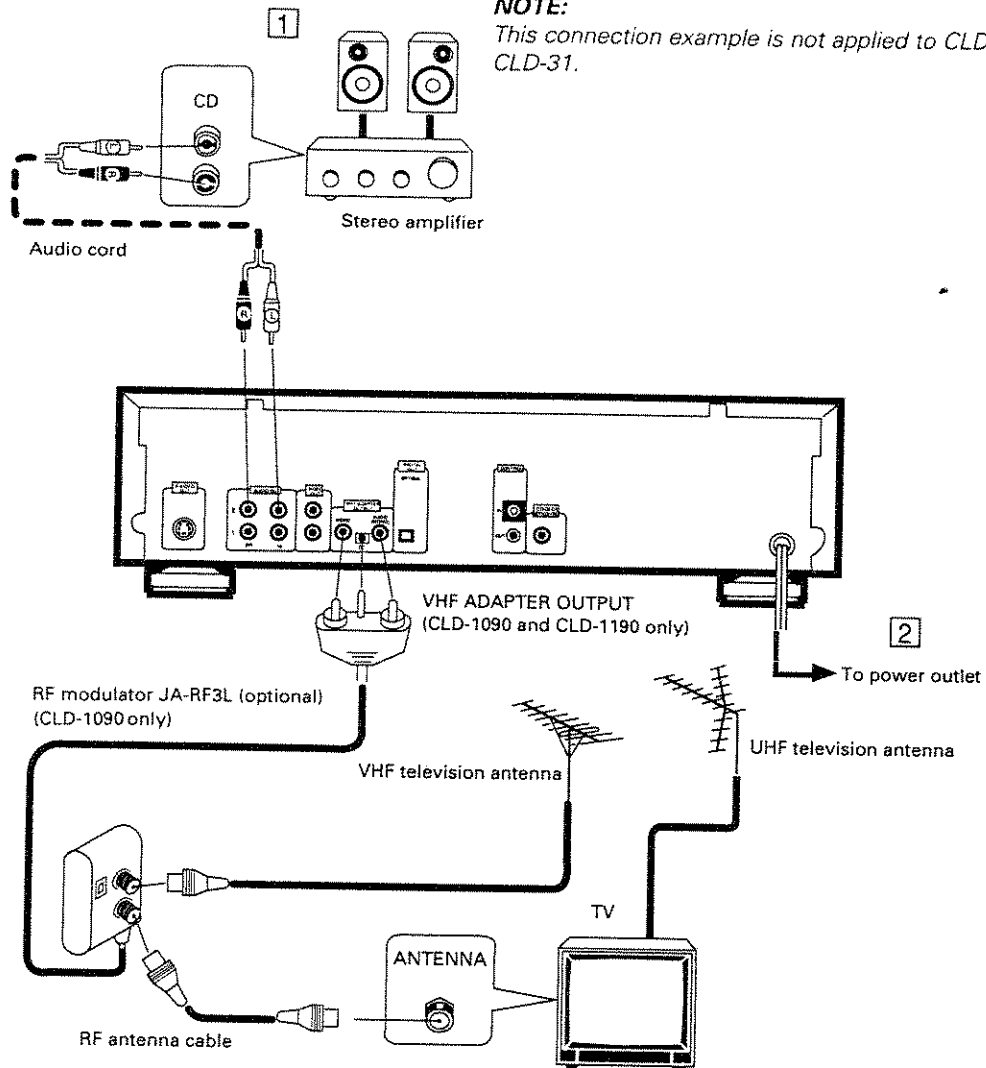 1
NOTE:
This connection example is not applied to CLD
CLD-31.
CD
L
R
Stereo amplifier
Audio cord
R
L
VHF ADAPTER OUTPUT
(CLD-1090 and CLD-1190 only)
2
To power outlet
RF modulator JA-RF3L (optional)
(CLD-1090 only)
VHF television antenna
UHF television antenna
TV
ANTENNA
RF antenna cable